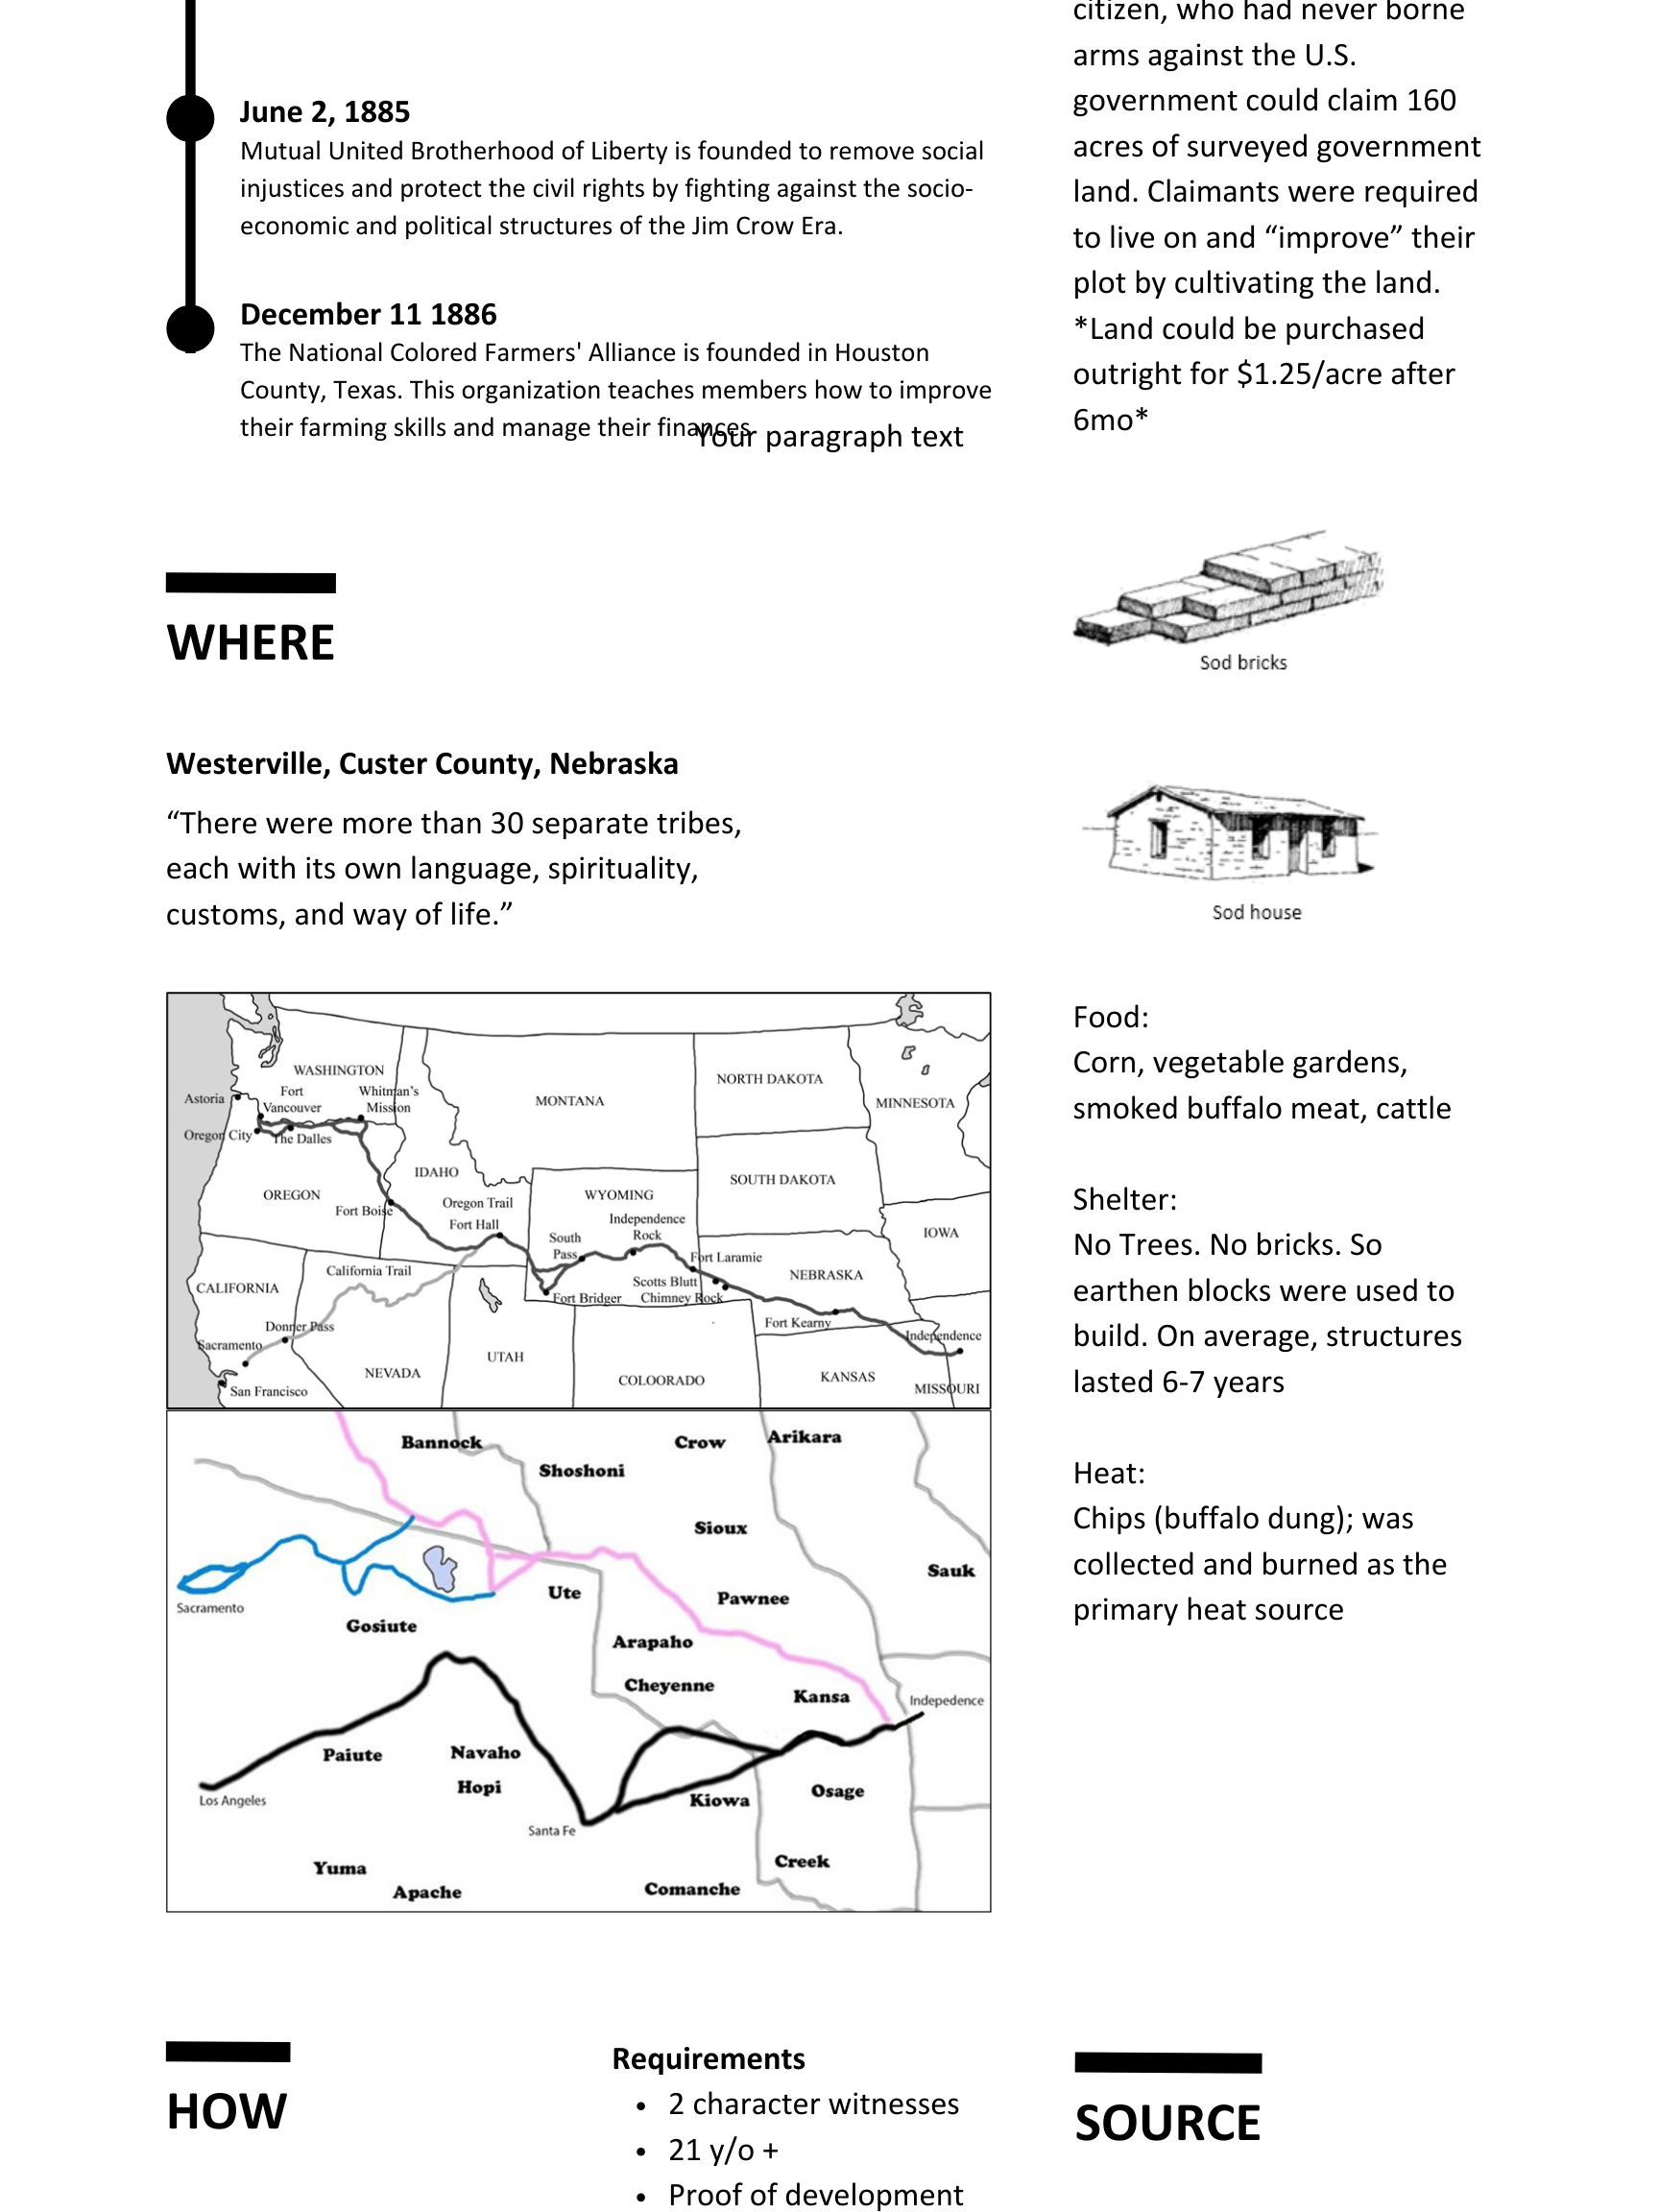 June 2, 1885
Mutual United Brotherhood of Liberty is founded to remove social
injustices and protect the civil rights by fighting against the socio-
economic and political structures of the Jim Crow Era.
December 11 1886
The National Colored Farmers' Alliance is founded in Houston
County, Texas. This organization teaches members how to improve
their farming skills and manage their finances.
Your paragraph text
citizen, who had never borne
arms against the U.S.
government could claim 160
acres of surveyed government
land. Claimants were required
to live on and “improve” their
plot by cultivating the land.
*Land could be purchased
outright for $1.25/acre after
6mo*
Sod bricks
Sod house
WHERE
Westerville, Custer County, Nebraska
“There were more than 30 separate tribes,
each with its own language, spirituality,
customs, and way of life.”
WASHINGTON
Astoria
Fort
Vancouver
Whitman's
Mission
Oregon City
The Dalles
MONTANA
NORTH DAKOTA
MINNESOTA
IDAHO
OREGON
Fort Boise
Oregon Trail
Fort Hall
WYOMING
Independence
Rock
South
Pass
SOUTH DAKOTA
IOWA
Fort Laramie
CALIFORNIA
California Trail
Scotts Blutt
Chimney Rock
NEBRASKA
Fort Bridger
Donner Pass
Sacramento
Fort Kearny
Independence
San Francisco
NEVADA
UTAH
COLOORADO
KANSAS
MISSOURI
Bannock
Crow
Arikara
Shoshoni
Sioux
Sauk
Ute
Pawnee
Sacramento
Gosiute
Arapaho
Cheyenne
Kansa
Indepedence
Paiute
Navaho
Hopi
Los Angeles
Kiowa
Osage
Santa Fe
Creek
Yuma
Apache
Comanche
Food:
Corn, vegetable gardens,
smoked buffalo meat, cattle
Shelter:
No Trees. No bricks. So
earthen blocks were used to
build. On average, structures
lasted 6-7 years
Heat:
Chips (buffalo dung); was
collected and burned as the
primary heat source
HOW
Requirements
• 2 character witnesses
• 21 y/o +
• Proof of development
SOURCE